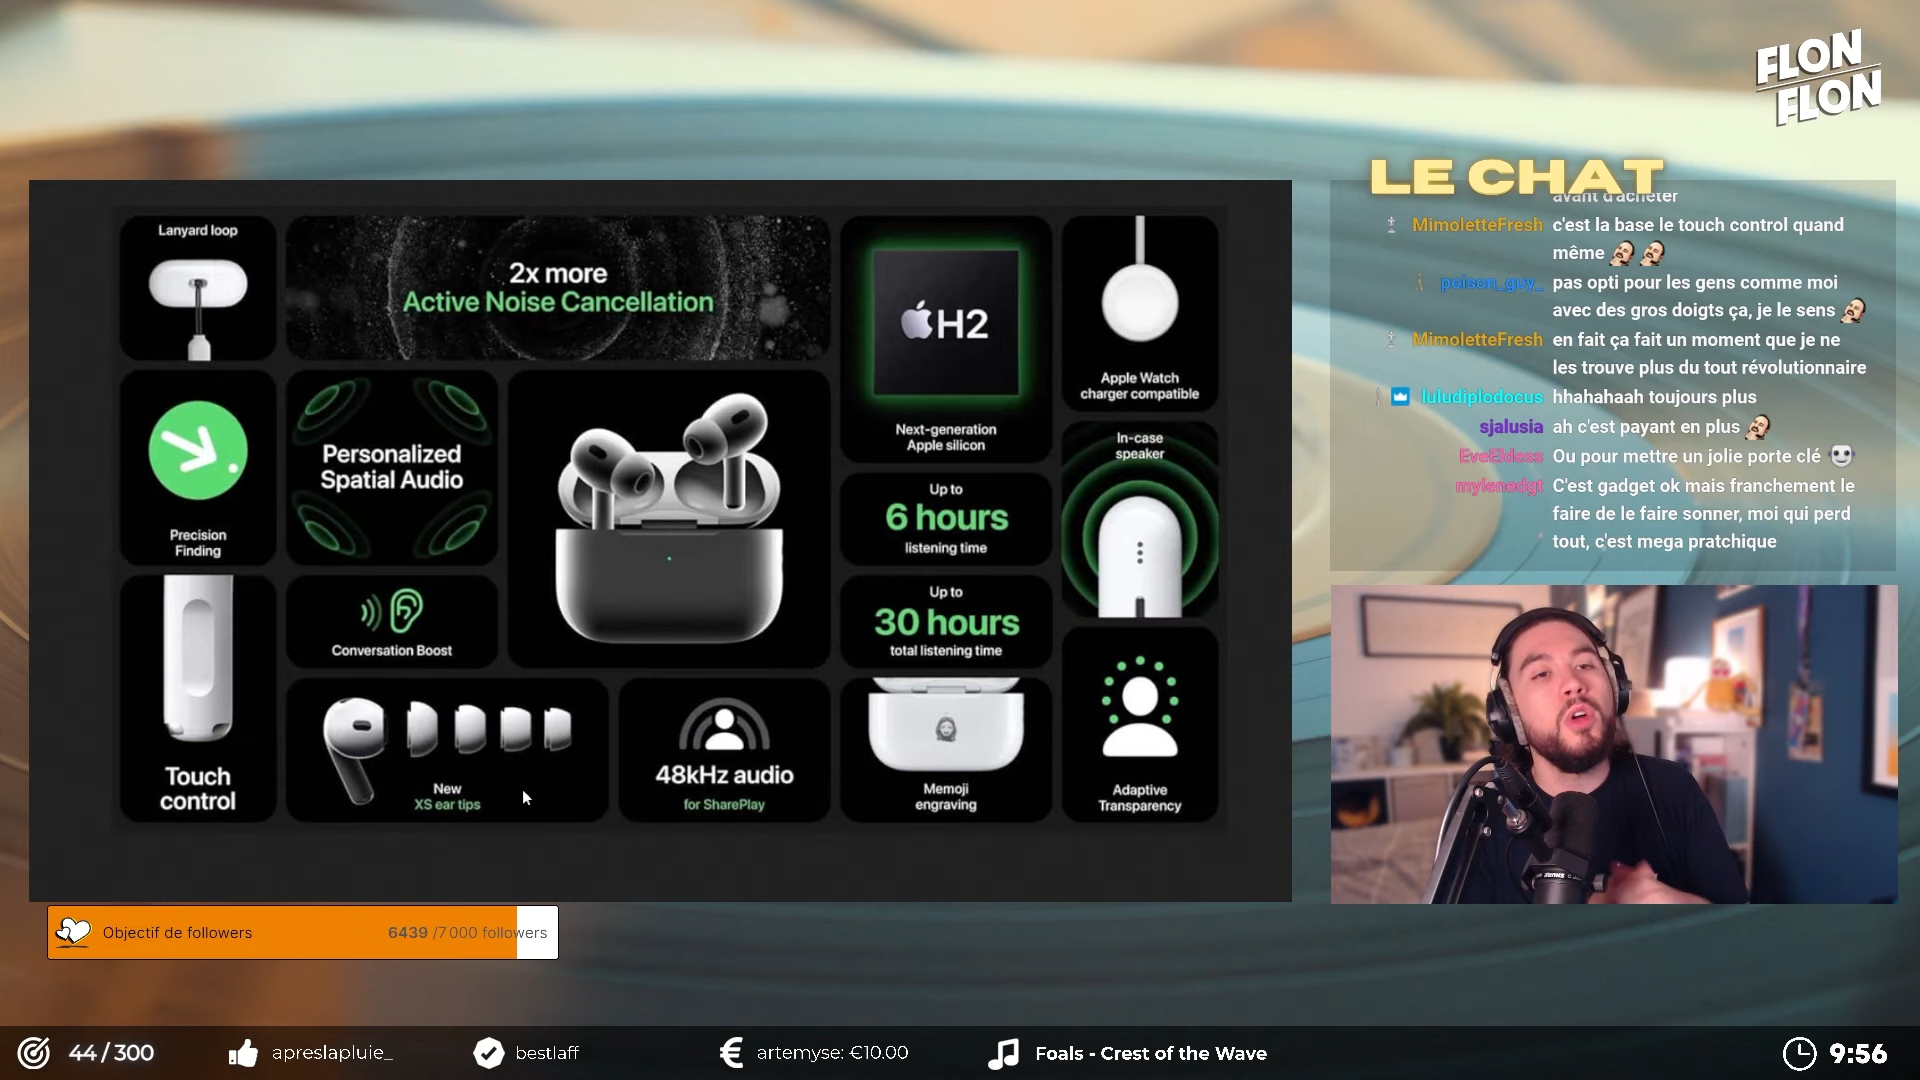 FLON
FLON
LE CHAT
avant d'acheter
MimoletteFresh c'est la base le touch control quand
même
poison_guy_ pas opti pour les gens comme moi
avec des gros doigts ça, je le sens
MimoletteFresh en fait ça fait un moment que je ne
les trouve plus du tout révolutionnaire
luludiplodocus hhahahaah toujours plus
sjalusia ah c'est payant en plus
EveEldess Ou pour mettre un jolie porte clé
mylenedgt C'est gadget ok mais franchement le
faire de le faire sonner, moi qui perd
tout, c'est mega pratchique
Lanyard loop
2x more
Active Noise Cancellation
H2
Next-generation
Apple silicon
Apple Watch
charger compatible
Precision
Finding
Personalized
Spatial Audio
Up to
6 hours
listening time
In-case
speaker
Touch
control
Conversation Boost
Up to
30 hours
total listening time
New
XS ear tips
48kHz audio
for SharePlay
Memoji
engraving
Adaptive
Transparency
SHURE
Objectif de followers 6439 /7 000 followers
44 / 300
apreslapluie_
bestlaff
artemyse: €10.00
Foals - Crest of the Wave
9:56